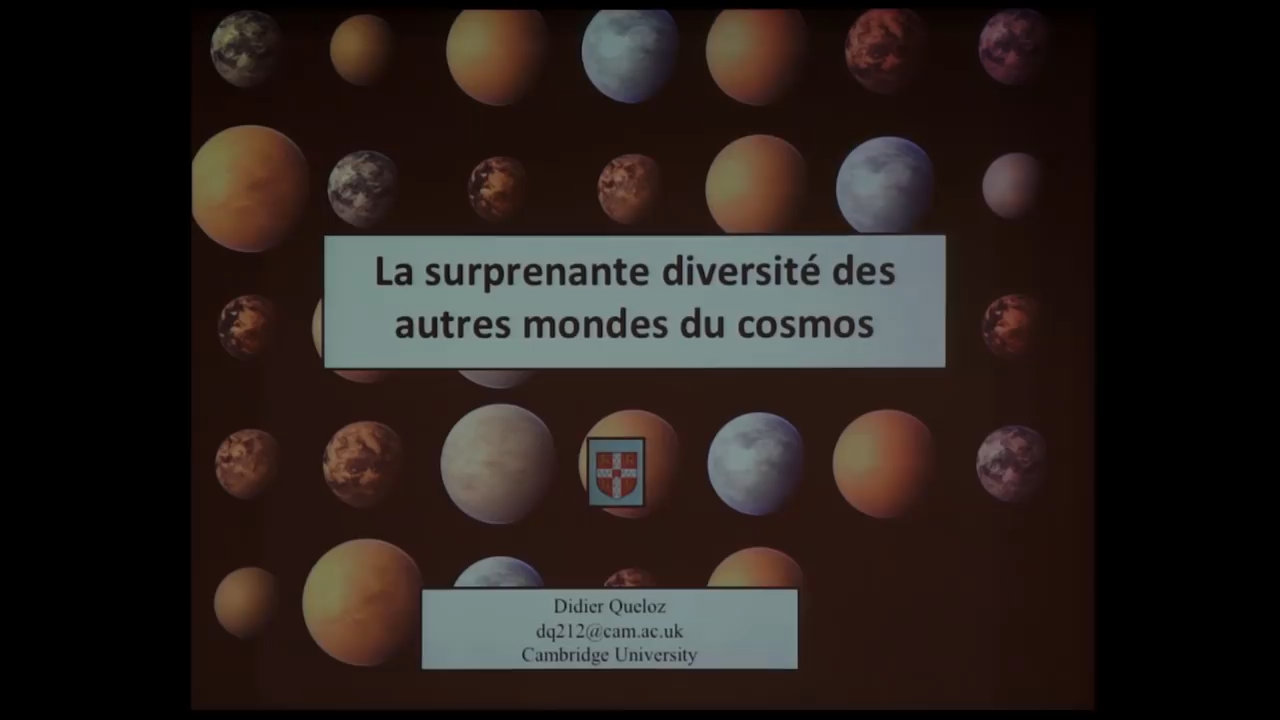 La surprenante diversité des
autres mondes du cosmos
Didier Queloz
dq212@cam.ac.uk
Cambridge University